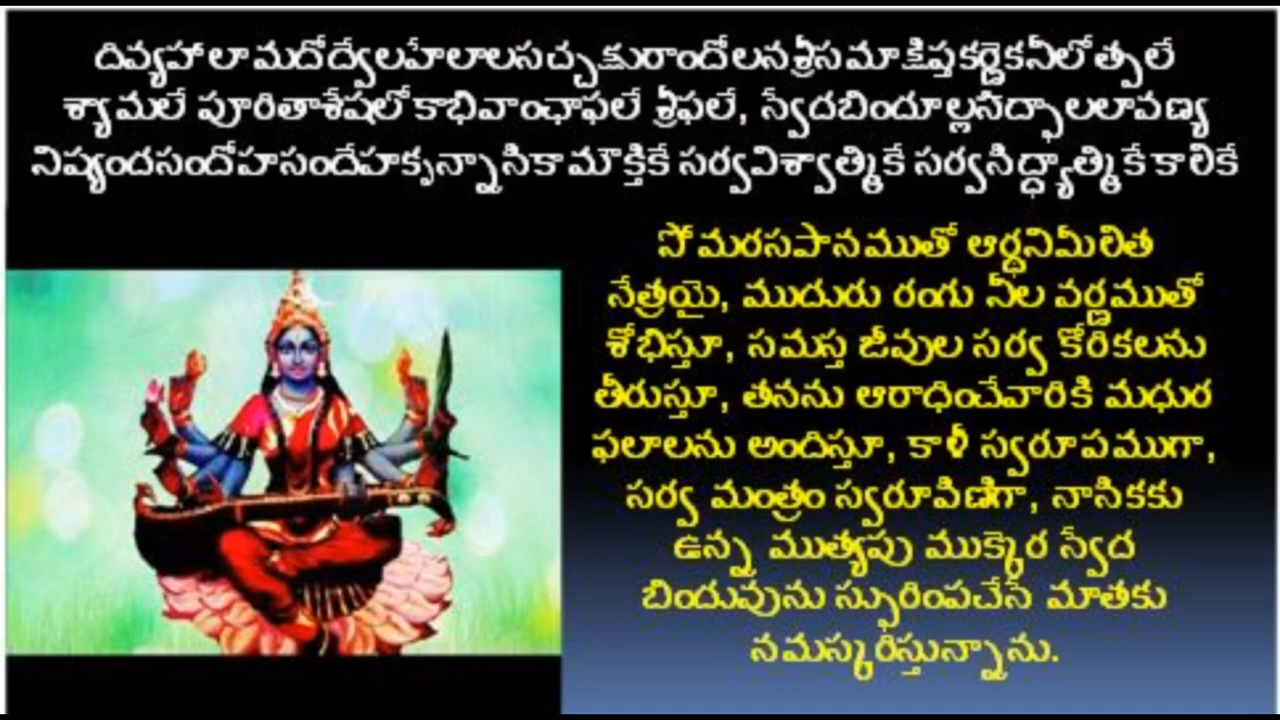 దివ్యహాలామదోద్వేలహేలాలసచ్చక్షురాందోలనశ్రీసమాక్షిప్తకర్ణైకనీలోత్పలే
శ్యామలే పూరితాశేషలోకాభివాంఛాఫలే శ్రీఫలే, స్వేదబిందూల్లసద్ఫాలలావణ్య
నిష్యందసందోహసందేహకృన్నాసికామౌక్తికే సర్వవిశ్వాత్మికే సర్వసిద్ధ్యాత్మికే కాలికే
సోమరసపానముతో ఆర్ధనిమీలిత
నేత్రయై, ముదురు రంగు నీల వర్ణముతో
శోభిస్తూ, సమస్త జీవుల సర్వ కోరికలను
తీరుస్తూ, తనను ఆరాధించేవారికి మధుర
ఫలాలను అందిస్తూ, కాళీ స్వరూపముగా,
సర్వ మంత్రం స్వరూపిణిగా, నాసికకు
ఉన్న ముత్యపు ముక్కెర స్వేద
బిందువును స్ఫురింపచేసే మాతకు
నమస్కరిస్తున్నాను.